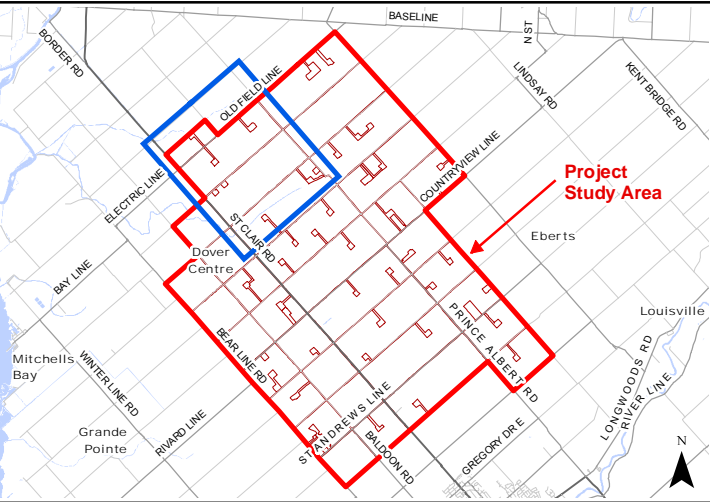 BASELINE
N ST
BORDER RD
LINDSAY RD
KENT BRIDGE RD
OLD FIELD LINE
COUNTRYVIEW LINE
Project
Study Area
ELECTRIC LINE
ST CLAIR RD
Eberts
Dover
Centre
BAY LINE
PRINCE ALBERT RD
Louisville
BEAR LINE RD
Mitchells
Bay
WINTER LINE RD
LONGWOODS RD
RIVER LINE
Grande
Pointe
RIVARD LINE
ST ANDREWS LINE
BALDOON RD
GREGORY DR E
N